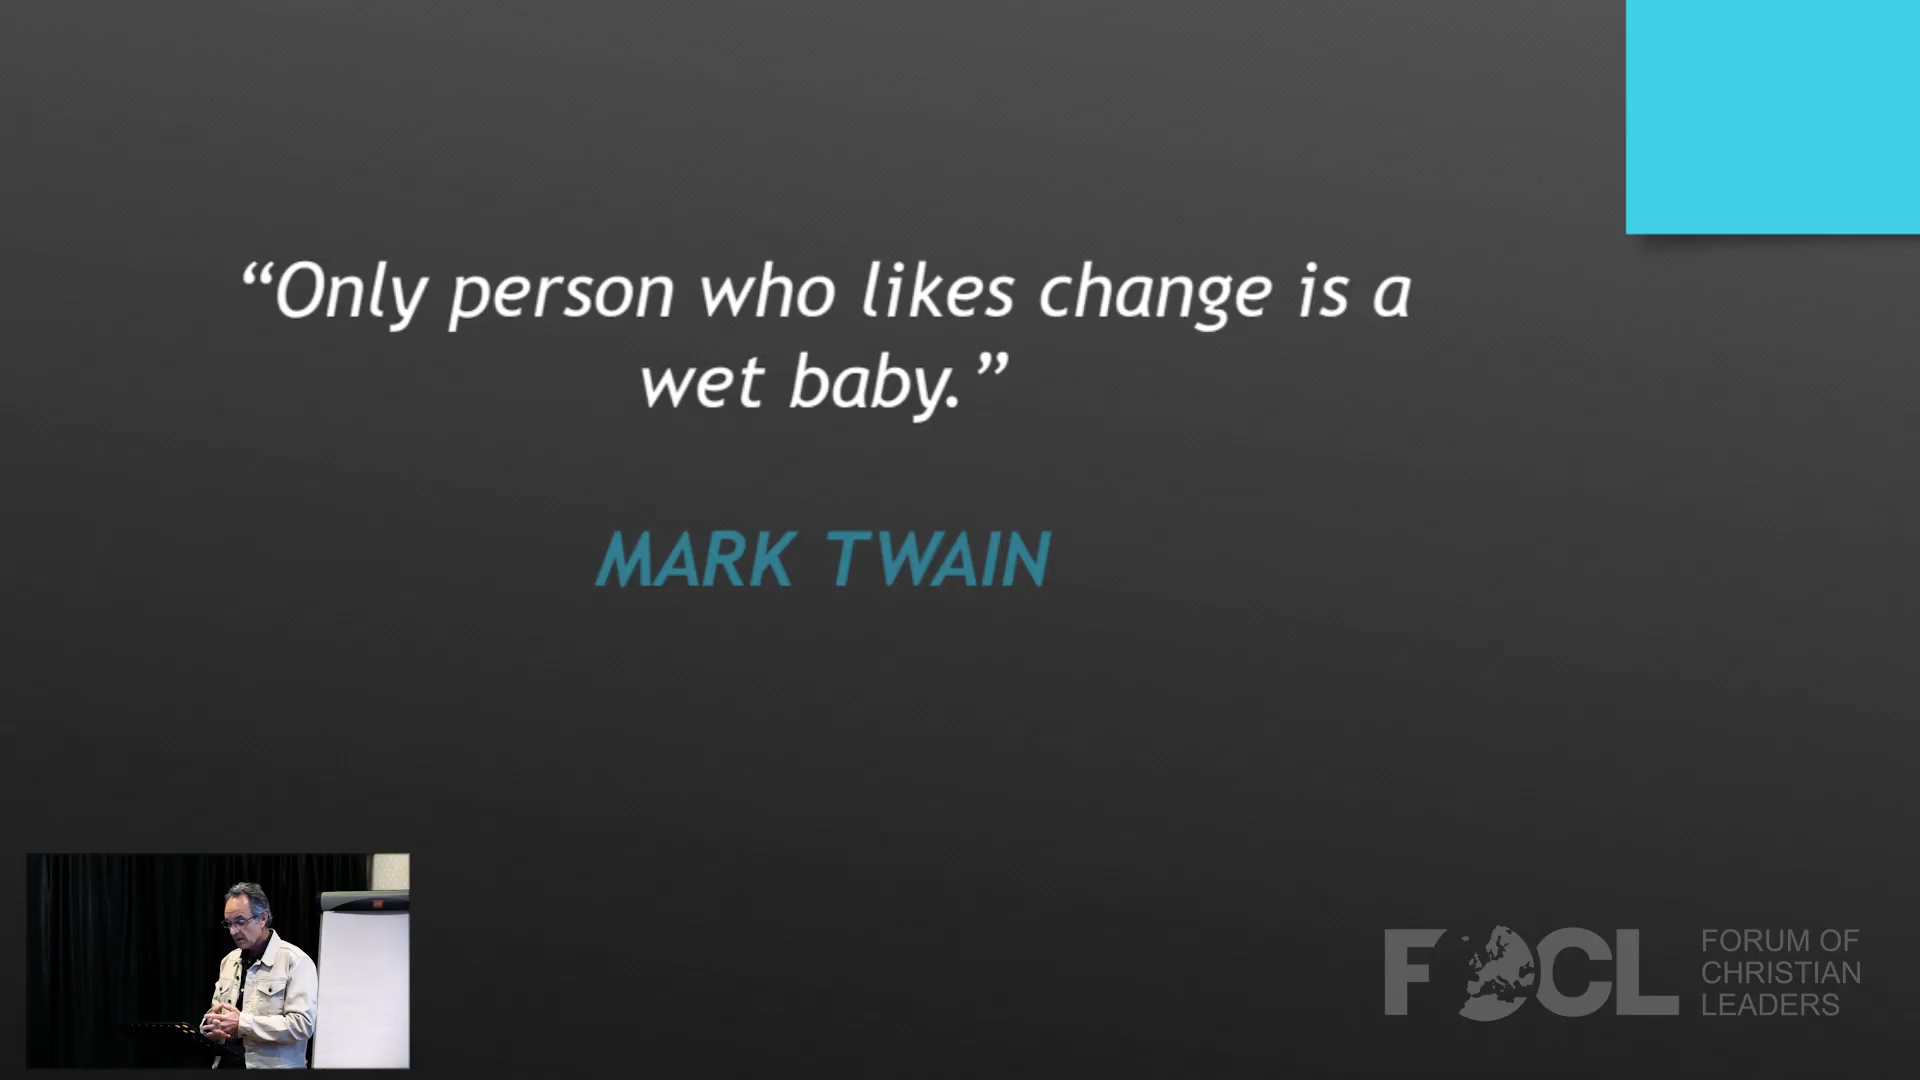 “Only person who likes change is a
wet baby.”
MARK TWAIN
FOCL
FORUM OF
CHRISTIAN
LEADERS